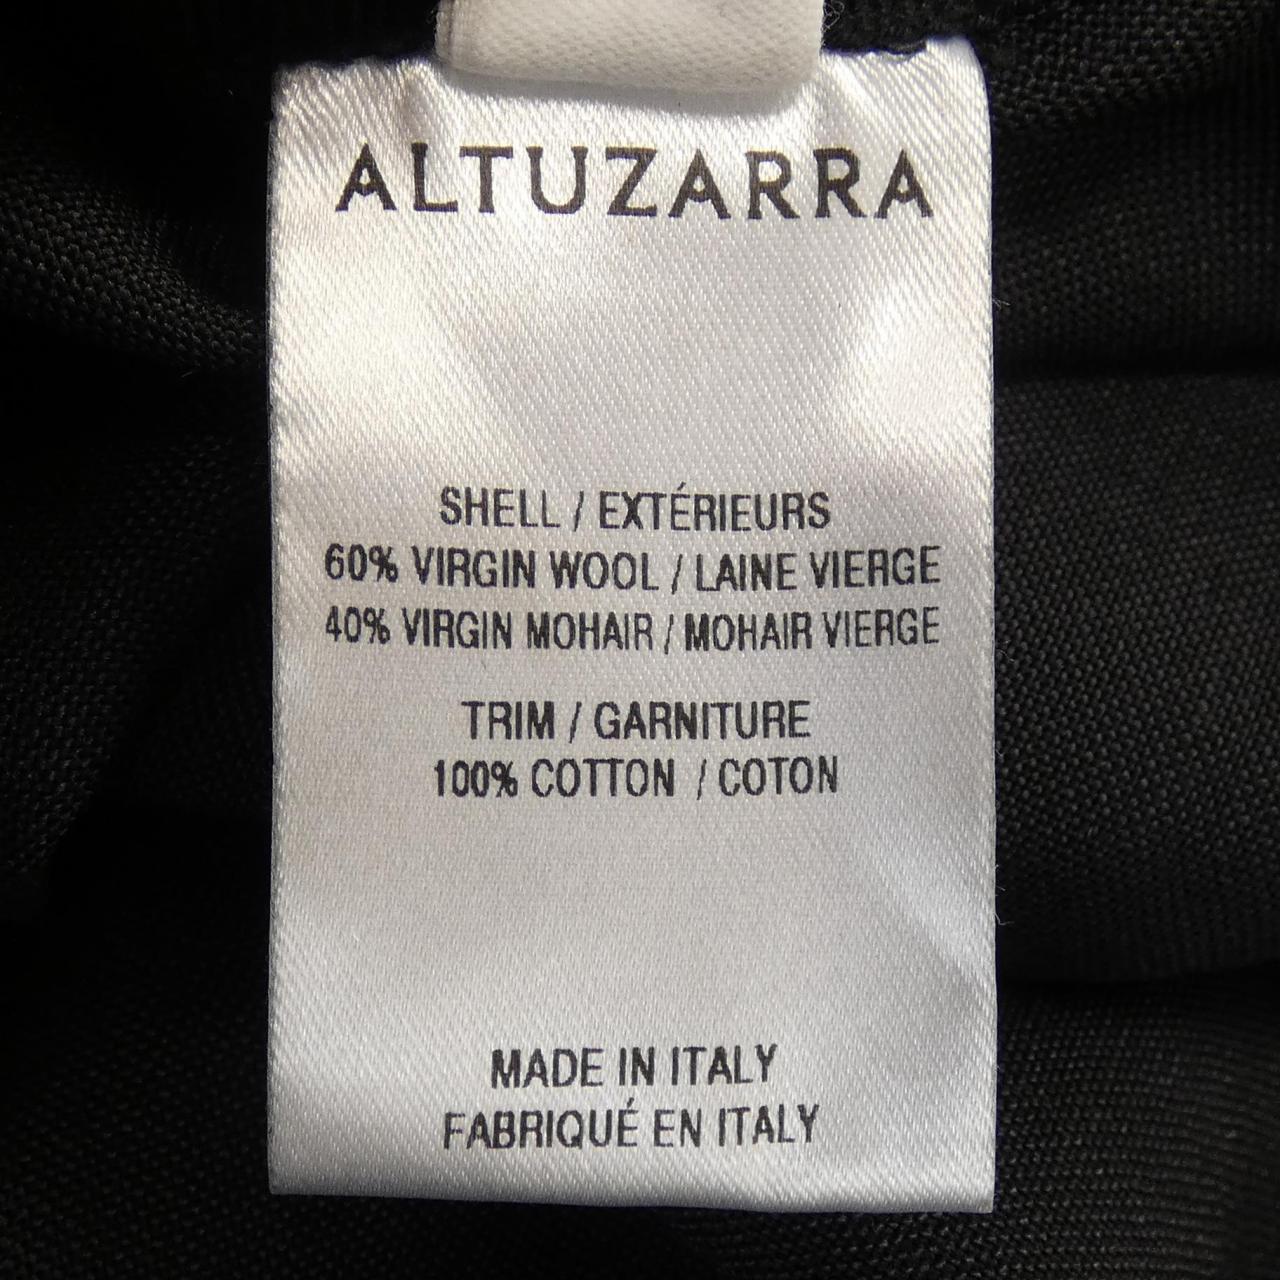 ALTUZARRA
SHELL / EXTÉRIEURS
60% VIRGIN WOOL / LAINE VIERGE
40% VIRGIN MOHAIR / MOHAIR VIERGE
TRIM / GARNITURE
100% COTTON / COTON
MADE IN ITALY
FABRIQUÉ EN ITALY